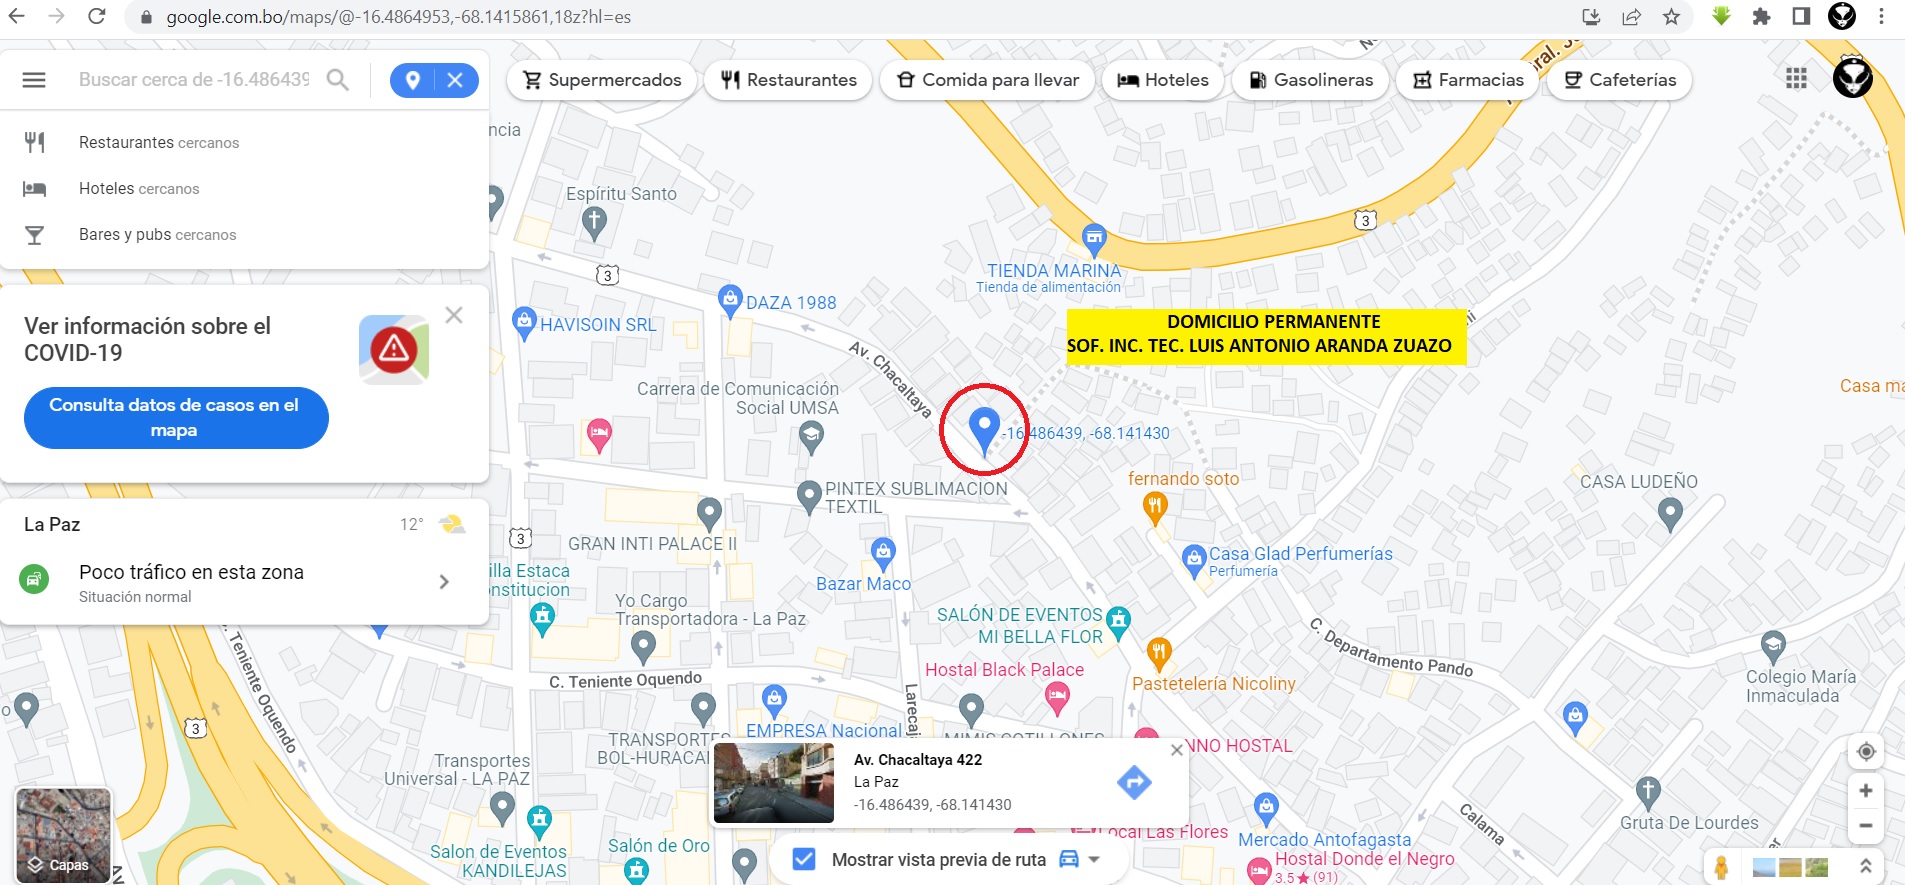 google.com.bo/maps/@-16.4864953,-68.1415861,18z?hl=es
Buscar cerca de -16.486439
Supermercados
Restaurantes
Comida para llevar
Hoteles
Gasolineras
Farmacias
Cafeterías
Restaurantes cercanos
Hoteles cercanos
Bares y pubs cercanos
Ver información sobre el
COVID-19
Consulta datos de casos en el
mapa
La Paz
12°
Poco tráfico en esta zona
Situación normal
Capas
ncia
Espíritu Santo
3
3
3
3
TIENDA MARINA
Tienda de alimentación
DAZA 1988
HAVISOIN SRL
DOMICILIO PERMANENTE
SOF. INC. TEC. LUIS ANTONIO ARANDA ZUAZO
Av. Chacaltaya
Carrera de Comunicación
Social UMSA
-16.486439, -68.141430
Casa ma
fernando soto
CASA LUDEÑO
PINTEX SUBLIMACION
TEXTIL
GRAN INTI PALACE II
Casa Glad Perfumerías
Perfumería
Bazar Maco
illa Estaca
nstitucion
Yo Cargo
Transportadora - La Paz
SALÓN DE EVENTOS
MI BELLA FLOR
C. Departamento Pando
Hostal Black Palace
C. Teniente Oquendo
Teniente Oquendo
Pastetelería Nicoliny
Colegio María
Inmaculada
Larecaj
EMPRESA Nacional
TRANSPORTES
BOL-HURACA
MIMIS COTILLONES
NNO HOSTAL
Transportes
Universal - LA PAZ
Av. Chacaltaya 422
La Paz
-16.486439, -68.141430
Calama
Gruta De Lourdes
Local Las Flores
Mercado Antofagasta
Salon de Eventos
KANDILEJAS
Salón de Oro
Mostrar vista previa de ruta
Hostal Donde el Negro
3.5★(91)